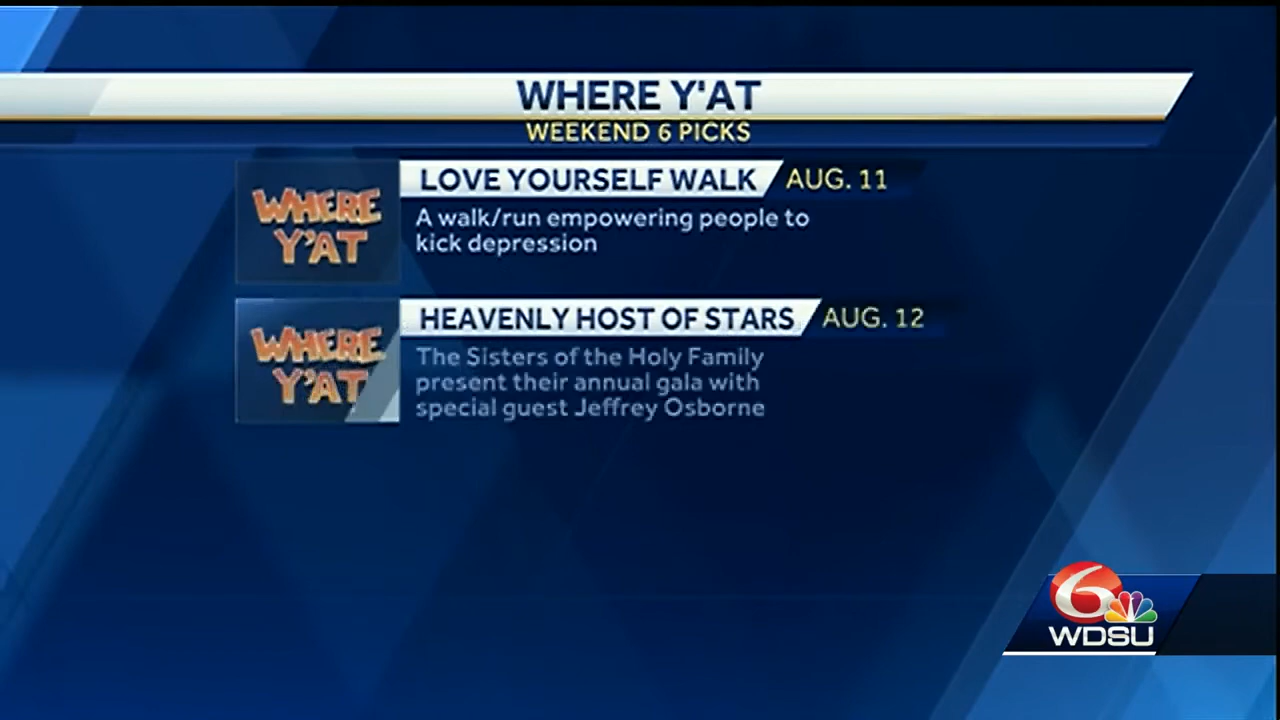 WHERE Y'AT
WEEKEND 6 PICKS
WHERE
Y'AT
LOVE YOURSELF WALK
AUG. 11
A walk/run empowering people to
kick depression
WHERE
Y'AT
HEAVENLY HOST OF STARS
AUG. 12
The Sisters of the Holy Family
present their annual gala with
special guest Jeffrey Osborne
6
WDSU